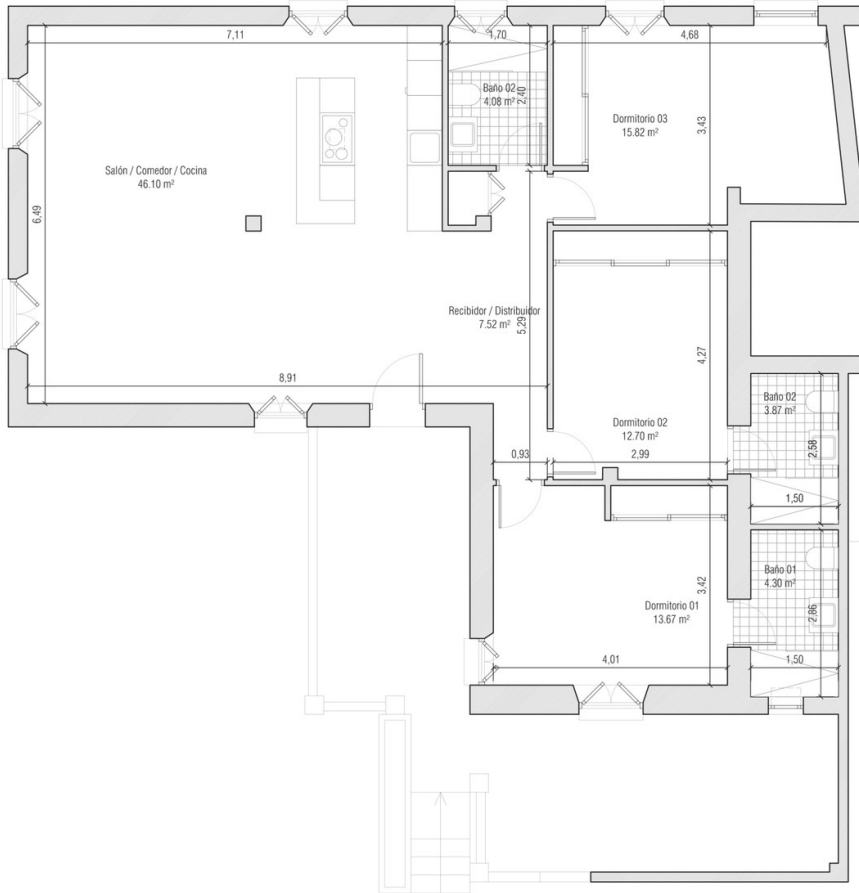 7,11
1,70
4,68
Baño 02
4.08 m²
2,40
Dormitorio 03
15.82 m²
3,43
Salón / Comedor / Cocina
46.10 m²
6,49
Recibidor / Distribuidor
7.52 m²
5,29
4,27
8,91
Baño 02
3.87 m²
2,58
Dormitorio 02
12.70 m²
0,93
2,99
1,50
Baño 01
4.30 m²
2,86
3,42
Dormitorio 01
13.67 m²
4,01
1,50